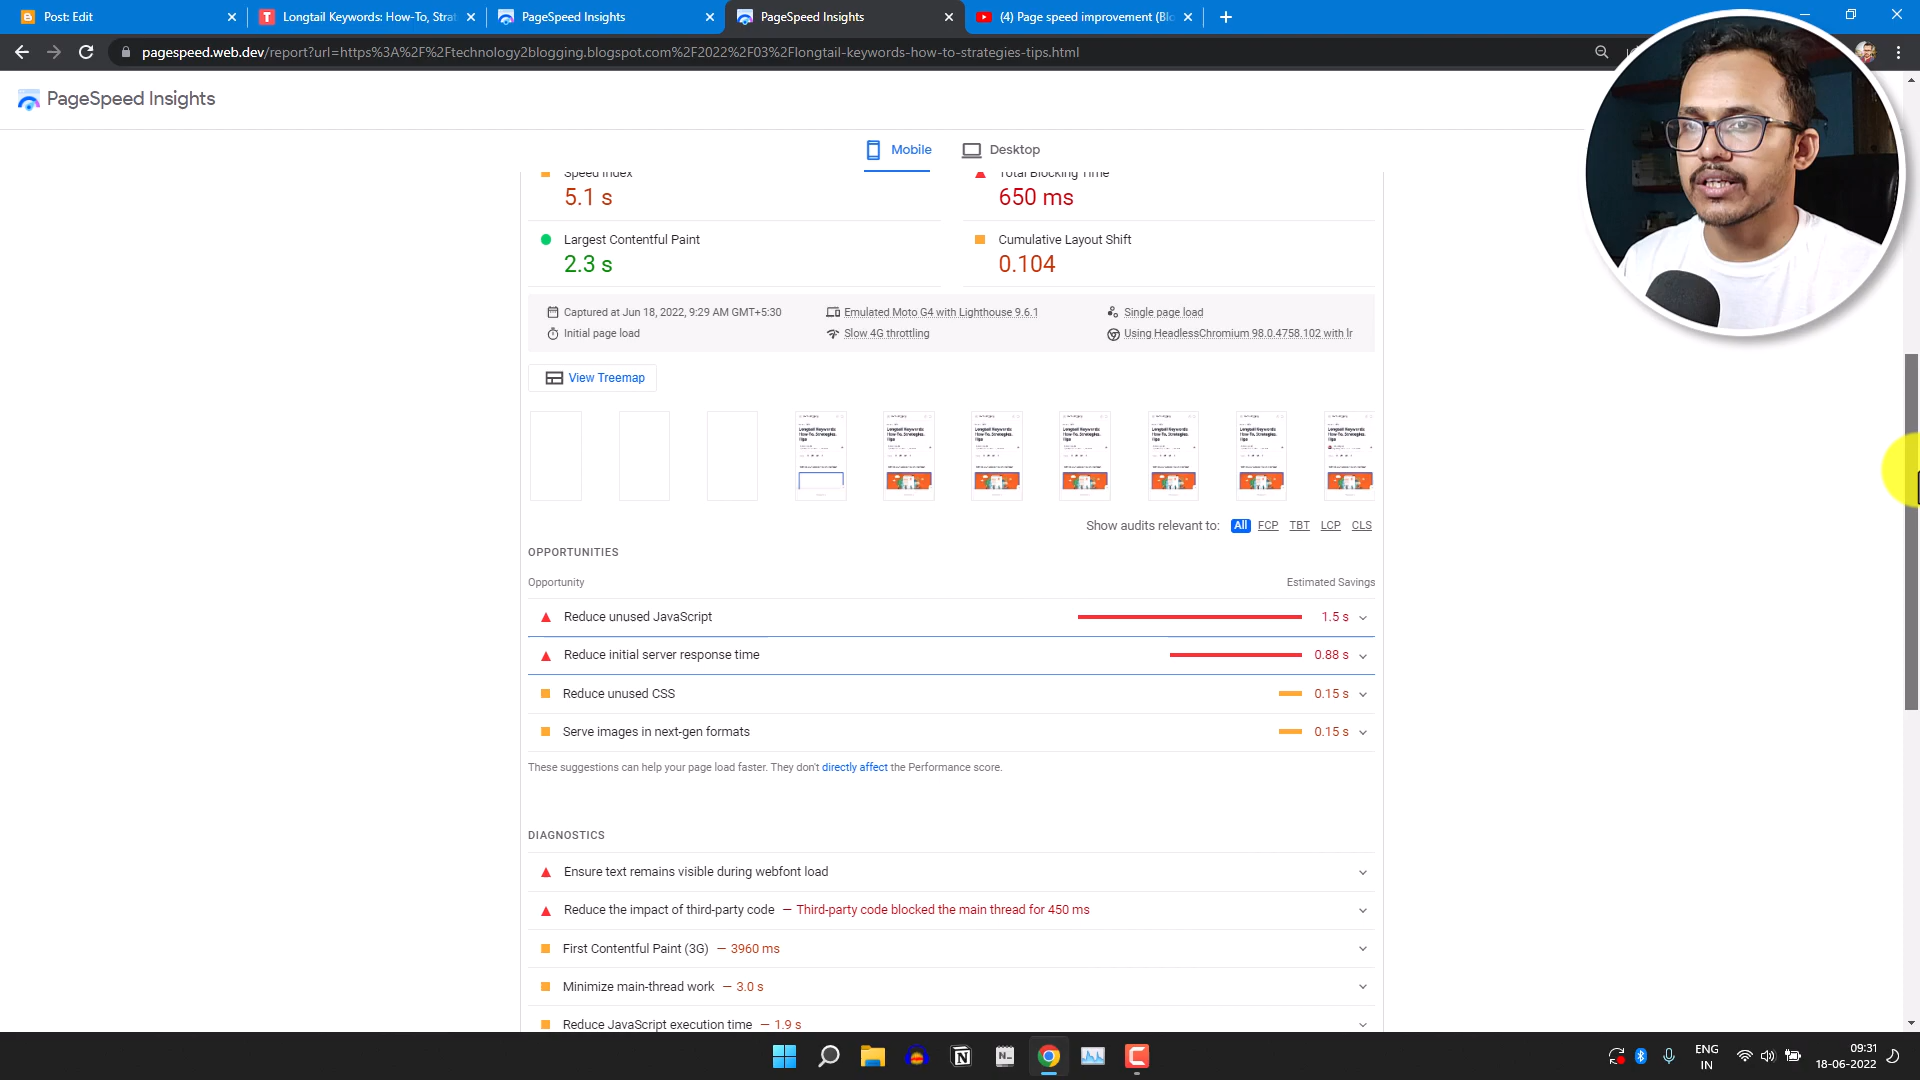 Post: Edit
Longtail Keywords: How-To, Strat
PageSpeed Insights
PageSpeed Insights
(4) Page speed improvement (Blo
pagespeed.web.dev/report?url=https%3A%2F%2Ftechnology2blogging.blogspot.com%2F2022%2F03%2Flongtail-keywords-how-to-strategies-tips.html
PageSpeed Insights
Mobile
Desktop
Speed Index
Total Blocking Time
5.1 s
650 ms
Largest Contentful Paint
Cumulative Layout Shift
2.3 s
0.104
Captured at Jun 18, 2022, 9:29 AM GMT+5:30
Emulated Moto G4 with Lighthouse 9.6.1
Single page load
Initial page load
Slow 4G throttling
Using HeadlessChromium 98.0.4758.102 with lr
View Treemap
Show audits relevant to: All FCP TBT LCP CLS
OPPORTUNITIES
Opportunity
Estimated Savings
Reduce unused JavaScript
1.5 s
Reduce initial server response time
0.88 s
Reduce unused CSS
0.15 s
Serve images in next-gen formats
0.15 s
These suggestions can help your page load faster. They don't directly affect the Performance score.
DIAGNOSTICS
Ensure text remains visible during webfont load
Reduce the impact of third-party code — Third-party code blocked the main thread for 450 ms
First Contentful Paint (3G) — 3960 ms
Minimize main-thread work — 3.0 s
Reduce JavaScript execution time — 1.9 s
ENG
IN
09:31
18-06-2022